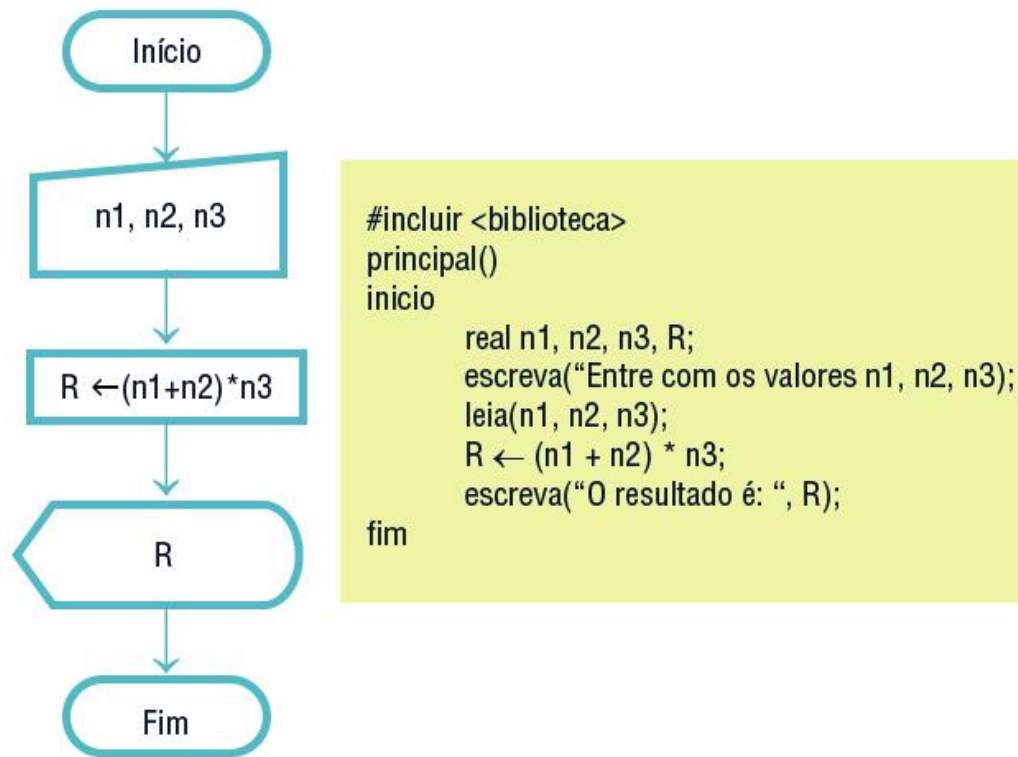 Início
n1, n2, n3
R ←(n1+n2)*n3
R
Fim
#incluir <biblioteca>
principal()
inicio
real n1, n2, n3, R;
escreva(“Entre com os valores n1, n2, n3);
leia(n1, n2, n3);
R ← (n1 + n2) * n3;
escreva(“O resultado é: “, R);
fim